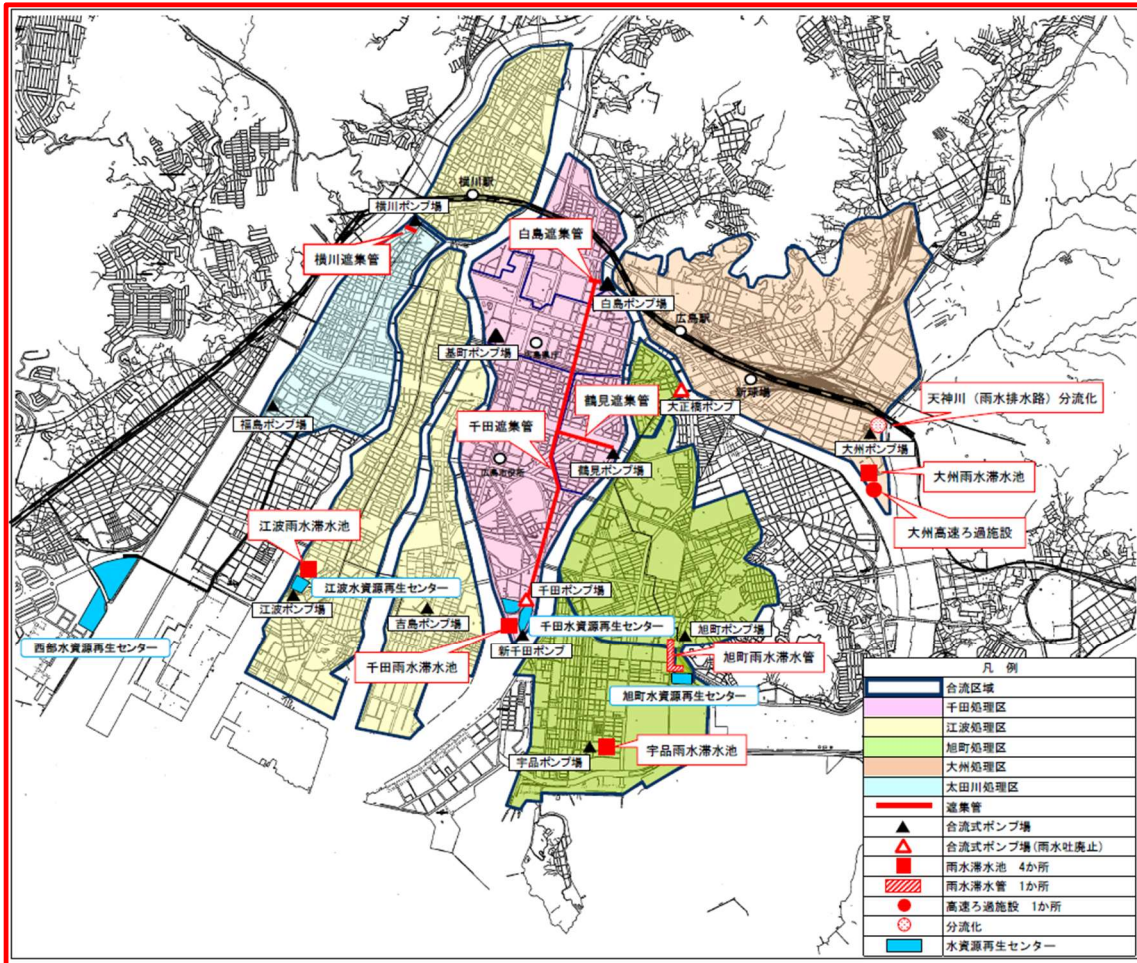 横川駅
横川ポンプ場
白島遮集管
横川遮集管
白島ポンプ場
広島駅
基町ポンプ場
広島県庁
新球場
鶴見遮集管
大正橋ポンプ
天神川(雨水排水路)分流化
福島ポンプ場
千田遮集管
大州ポンプ場
広島市役所
鶴見ポンプ場
大州雨水滞水池
江波雨水滞水池
大州高速ろ過施設
江波水資源再生センター
千田ポンプ場
江波ポンプ場
吉島ポンプ場
千田水資源再生センター
旭町ポンプ場
西部水資源再生センター
新千田ポンプ
千田雨水滞水池
旭町雨水滞水管
旭町水資源再生センター
宇品ポンプ場
宇品雨水滞水池
凡 例
合流区域
千田処理区
江波処理区
旭町処理区
大州処理区
太田川処理区
遮集管
合流式ポンプ場
合流式ポンプ場(雨水吐廃止)
雨水滞水池 4か所
雨水滞水管 1か所
高速ろ過施設 1か所
分流化
水資源再生センター